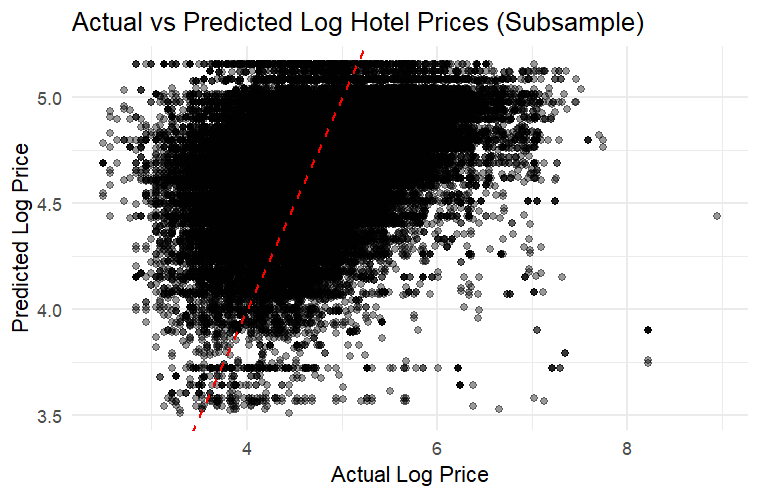 Actual vs Predicted Log Hotel Prices (Subsample)
Predicted Log Price
5.0
4.5
4.0
3.5
4 6 8
Actual Log Price